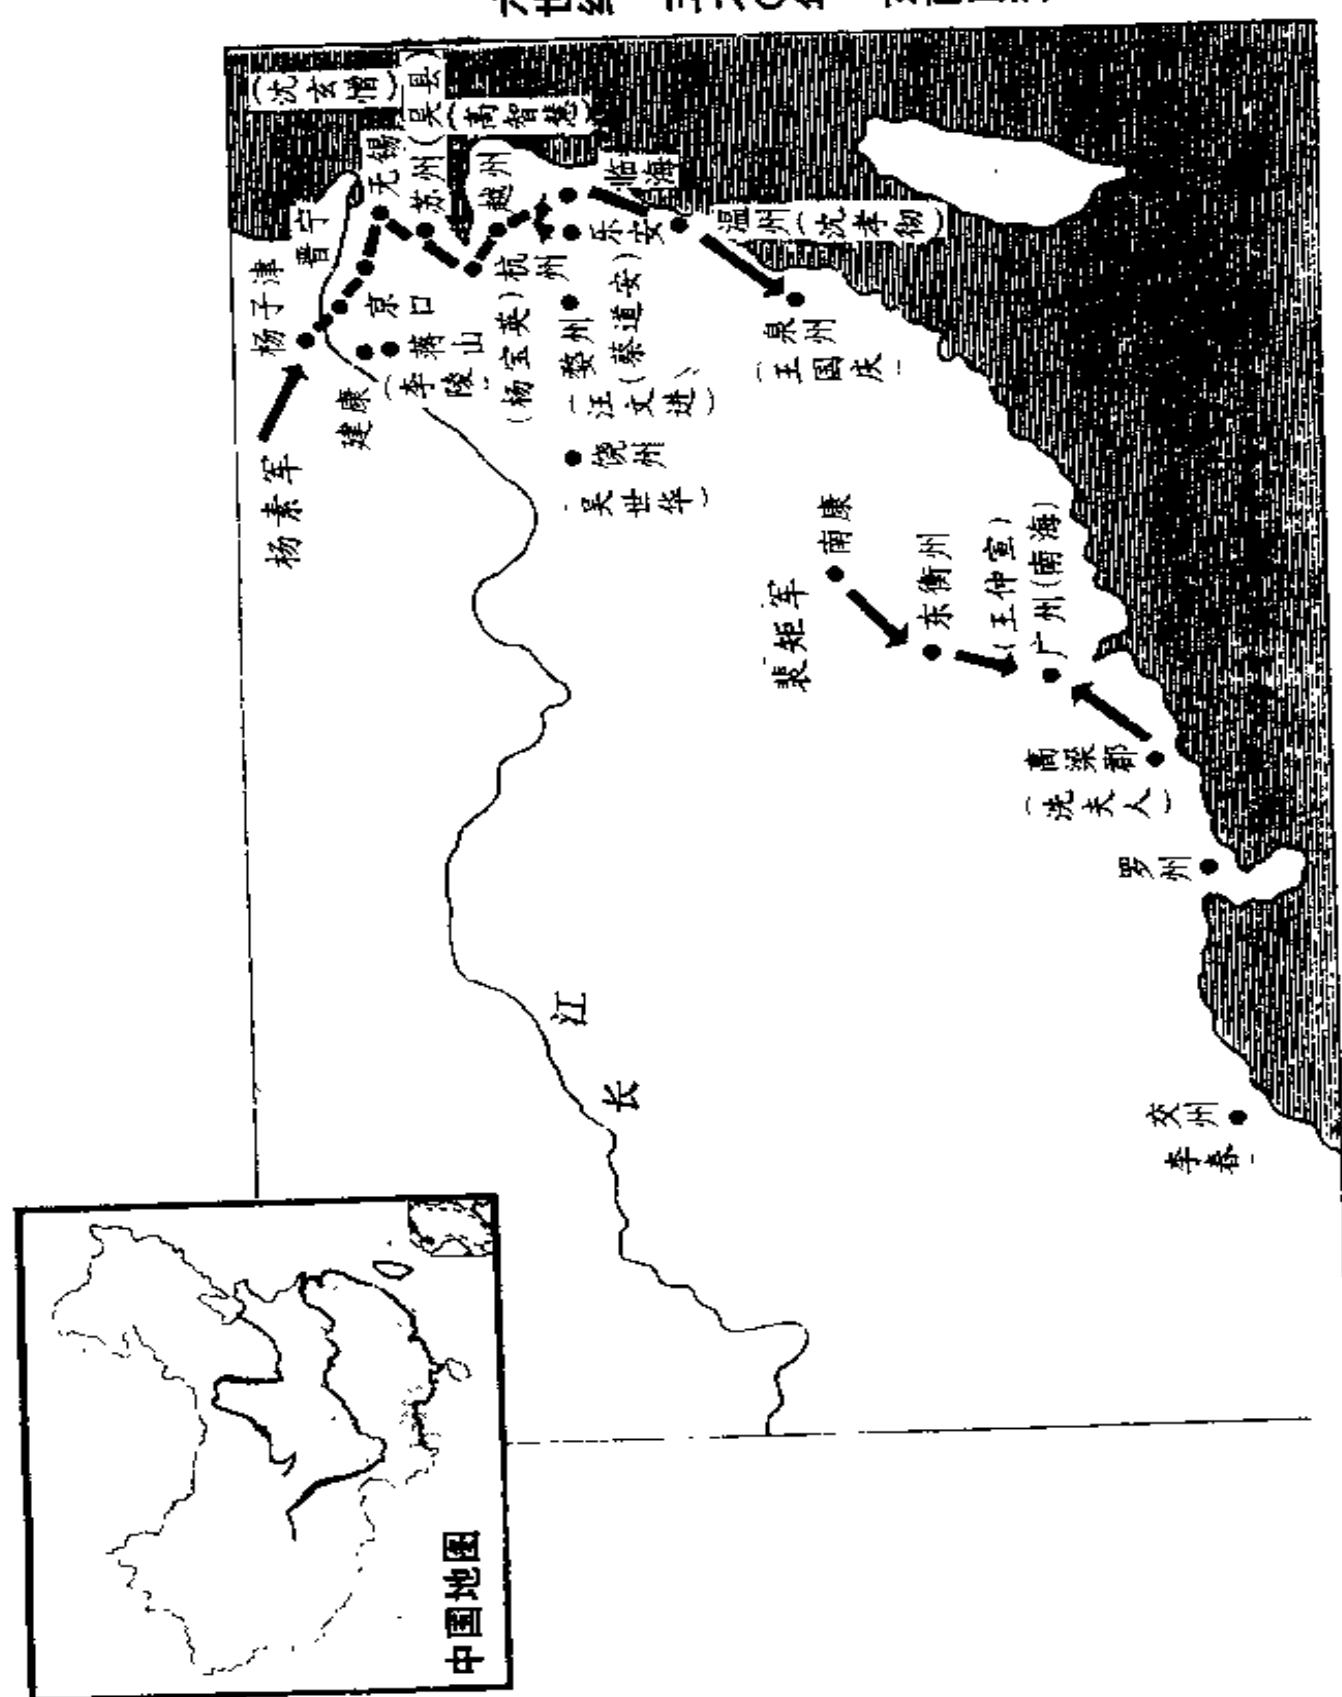 (沈玄懀)
无锡
苏州(吴县)
(高智慧)
越州
临海
晋宁
杨子津
京口
建康
蒋山
(李陵)
杭州
(杨宝英)
乐安
(蔡道安)
婺州
(汪文进)
饶州
(吴世华)
温州(沈孝彻)
泉州
(王国庆)
杨素军
南康
裴矩军
东衡州
(王仲宣)
广州(南海)
高梁郡
(洗夫人)
罗州
交州
李春
长江
中国地图